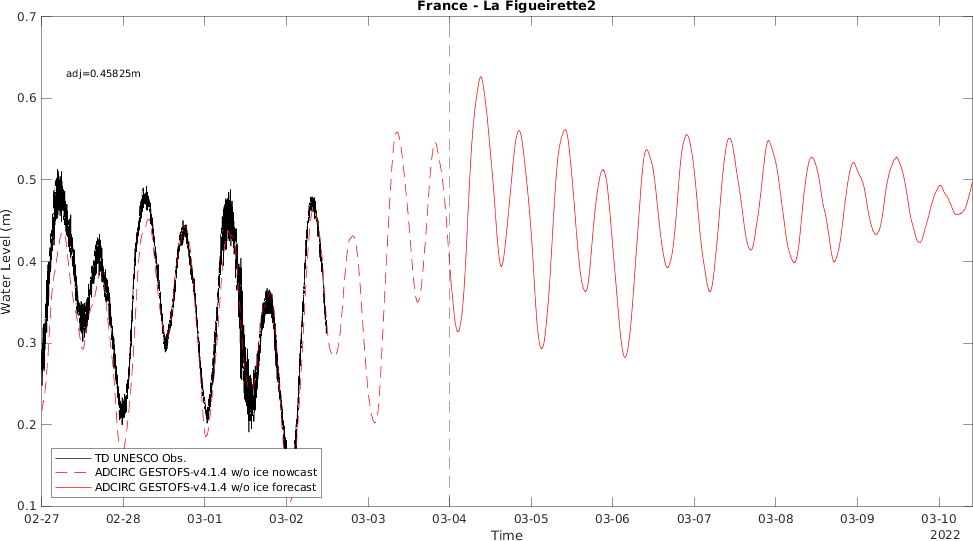 France - La Figueirette2
adj=0.45825m
Water Level (m)
0.7
0.6
0.5
0.4
0.3
0.2
0.1
TD UNESCO Obs.
ADCIRC GESTOFS-v4.1.4 w/o ice nowcast
ADCIRC GESTOFS-v4.1.4 w/o ice forecast
02-27 02-28 03-01 03-02 03-03 03-04 03-05 03-06 03-07 03-08 03-09 03-10
2022
Time